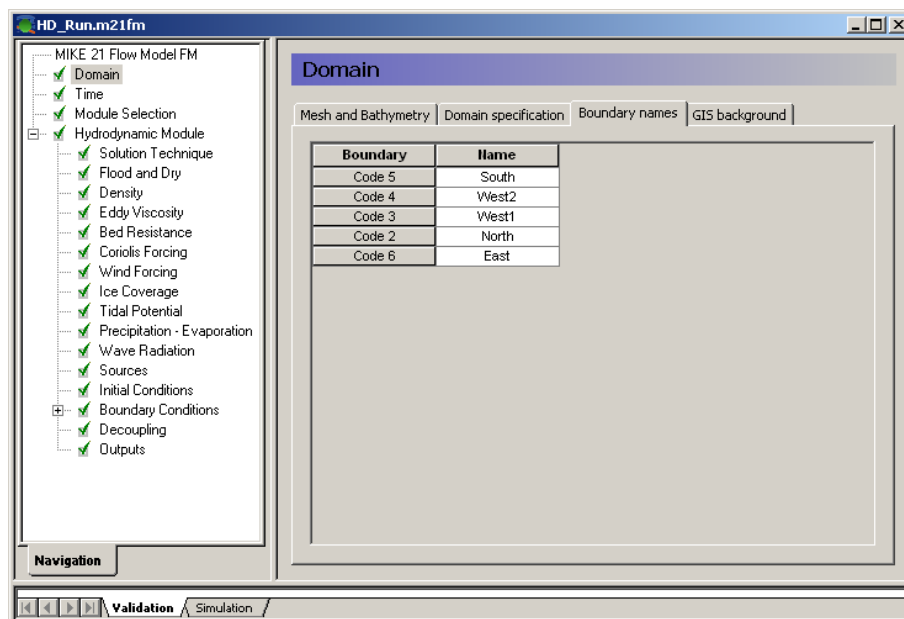 HD_Run.m21fm
MIKE 21 Flow Model FM
Domain
Time
Module Selection
Hydrodynamic Module
Solution Technique
Flood and Dry
Density
Eddy Viscosity
Bed Resistance
Coriolis Forcing
Wind Forcing
Ice Coverage
Tidal Potential
Precipitation - Evaporation
Wave Radiation
Sources
Initial Conditions
Boundary Conditions
Decoupling
Outputs
Navigation
Domain
Mesh and Bathymetry Domain specification Boundary names GIS background
Boundary Name
Code 5 South
Code 4 West2
Code 3 West1
Code 2 North
Code 6 East
Validation Simulation